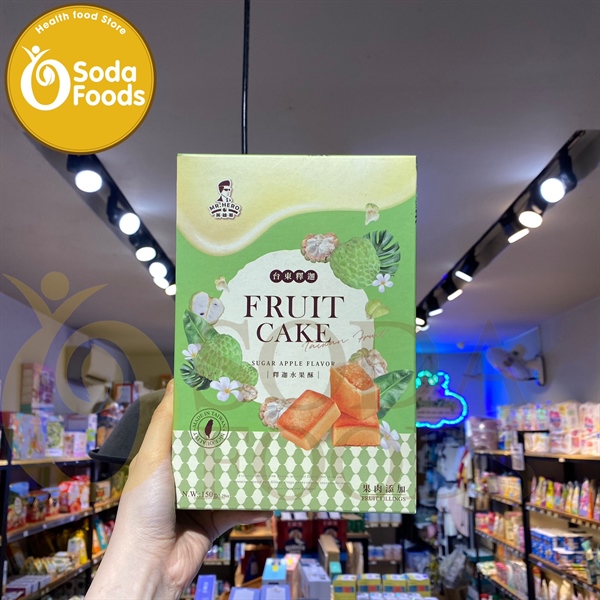 Health food Store
Soda
Foods
MR.HERO
台東釋迦
FRUIT
CAKE
SUGAR APPLE FLAVOR
釋迦水果酥
MADE IN TAIWAN
N.W. 150g
果肉添加
FRUIT FILLINGS